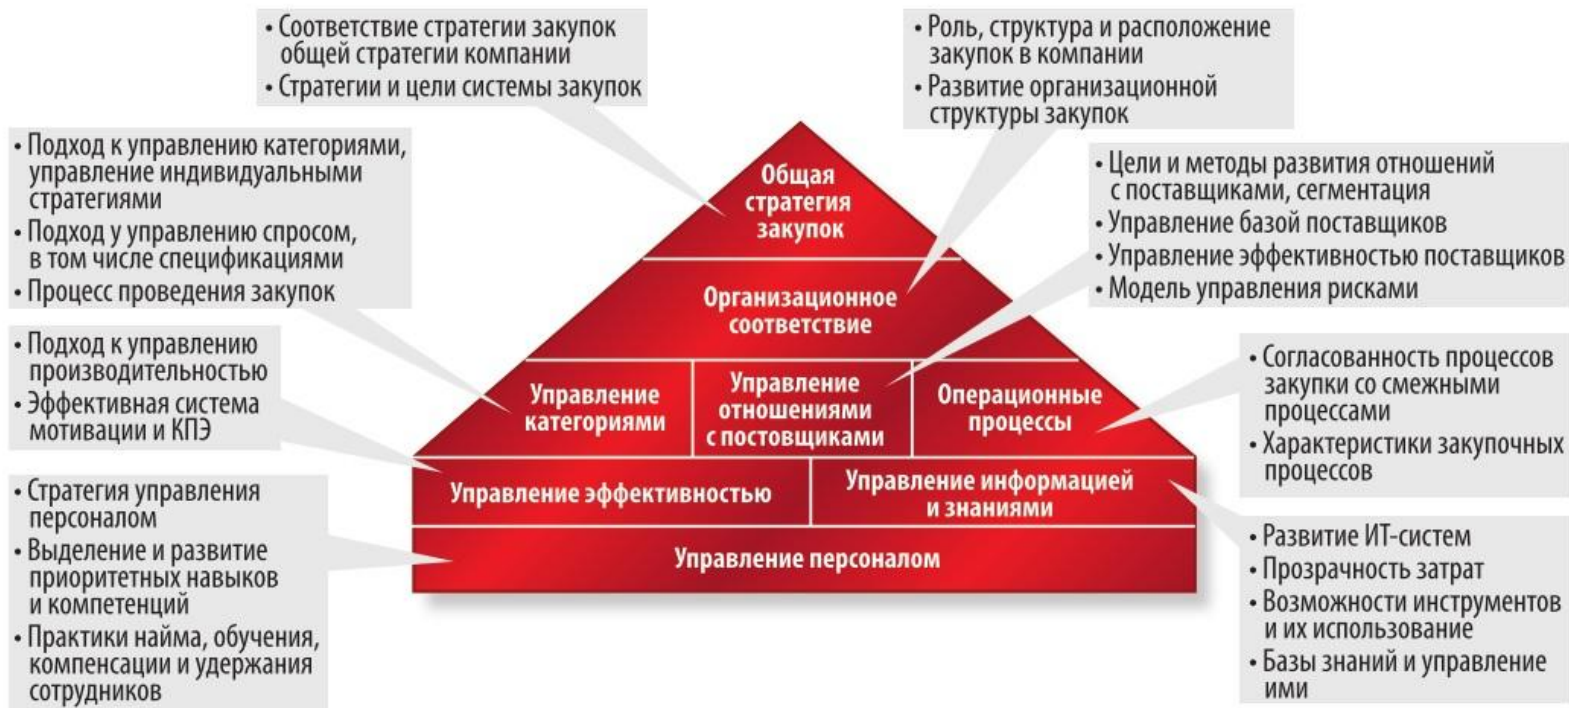 • Соответствие стратегии закупок
общей стратегии компании
• Стратегии и цели системы закупок
• Роль, структура и расположение
закупок в компании
• Развитие организационной
структуры закупок
• Подход к управлению категориями,
управление индивидуальными
стратегиями
• Подход у управлению спросом,
в том числе спецификациями
• Процесс проведения закупок
• Цели и методы развития отношений
с поставщиками, сегментация
• Управление базой поставщиков
• Управление эффективностью поставщиков
• Модель управления рисками
Общая
стратегия
закупок
Организационное
соответствие
• Подход к управлению
производительностью
• Эффективная система
мотивации и КПЭ
Управление
категориями
Управление
отношениями
с постовщиками
Операционные
процессы
• Согласованность процессов
закупки со смежными
процессами
• Характеристики закупочных
процессов
Управление эффективностью
Управление информацией
и знаниями
• Стратегия управления
персоналом
• Выделение и развитие
приоритетных навыков
и компетенций
• Практики найма, обучения,
компенсации и удержания
сотрудников
Управление персоналом
• Развитие ИТ-систем
• Прозрачность затрат
• Возможности инструментов
и их использование
• Базы знаний и управление
ими